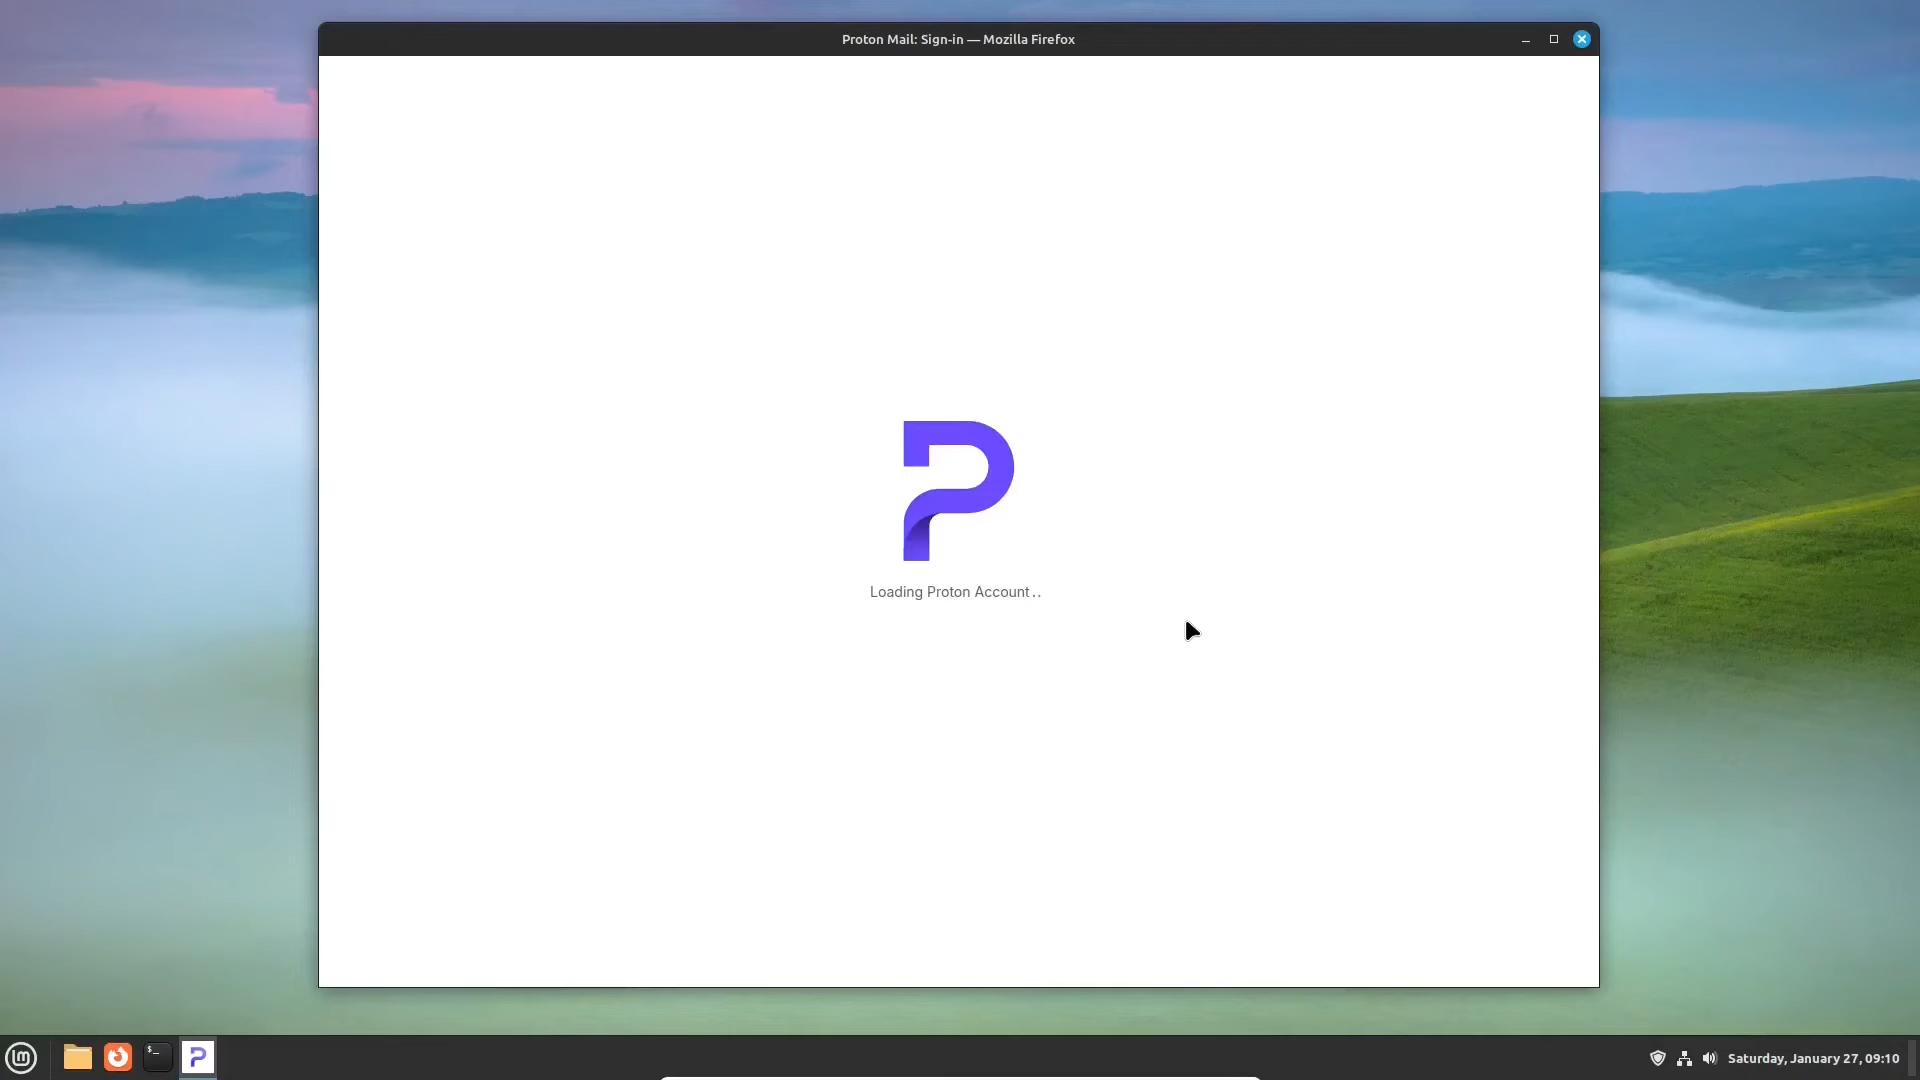 Proton Mail: Sign-in — Mozilla Firefox
Loading Proton Account..
$_
Saturday, January 27, 09:10